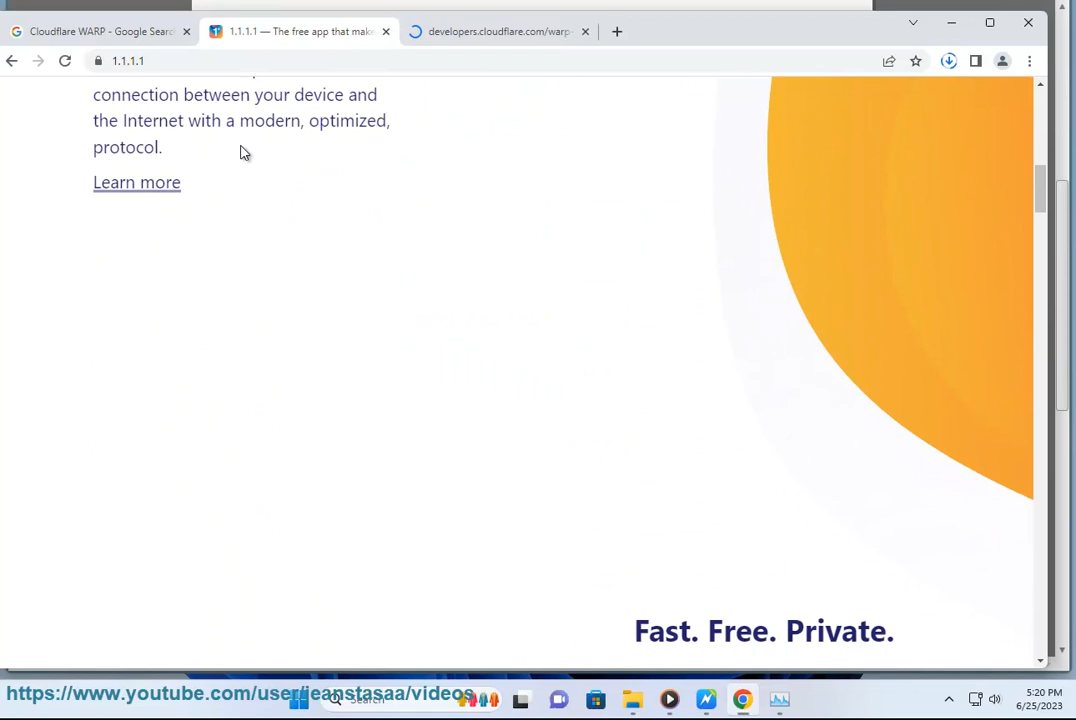 Cloudflare WARP - Google Searc
1.1.1.1 — The free app that make
developers.cloudflare.com/warp-
1.1.1.1
connection between your device and
the Internet with a modern, optimized,
protocol.
Learn more
Fast. Free. Private.
https://www.youtube.com/user/jeanstasaa/videos
Search
5:20 PM
6/25/2023